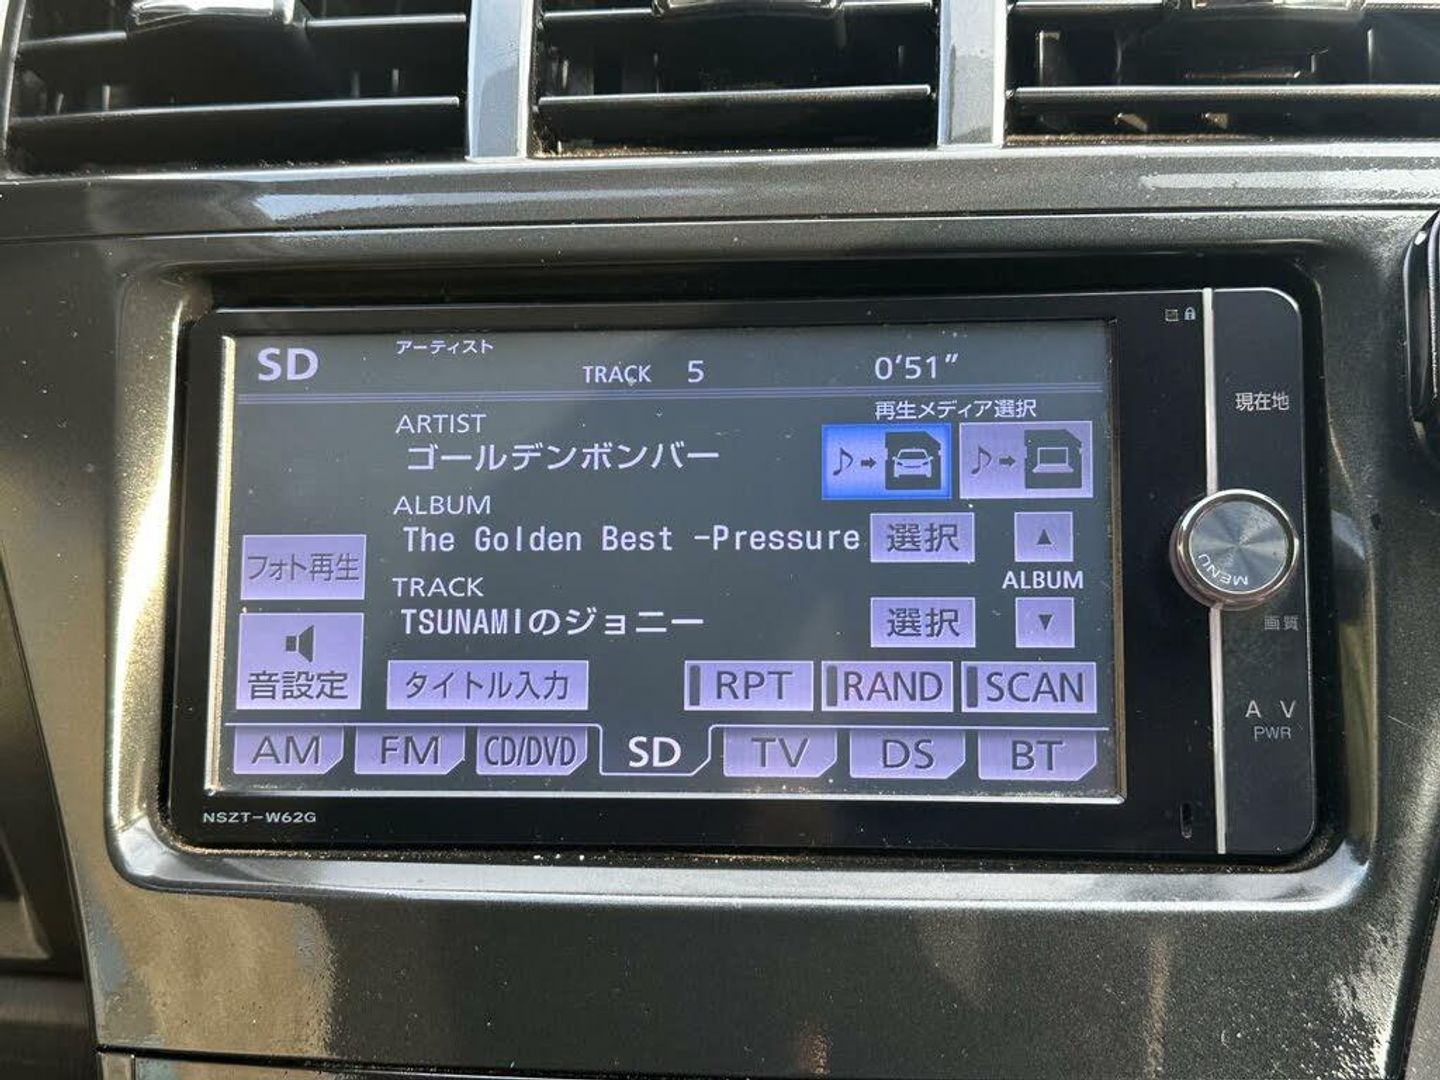 SD アーティスト TRACK 5 0'51"
現在地
ARTIST
再生メディア選択
ゴールデンボンバー
ALBUM
The Golden Best -Pressure 選択 ▲
フォト再生
TRACK
ALBUM
MENU
TSUNAMIのジョニー 選択 ▼
画質
音設定 タイトル入力 RPT RAND SCAN
A V
PWR
AM FM CD/DVD SD TV DS BT
NSZT-W62G